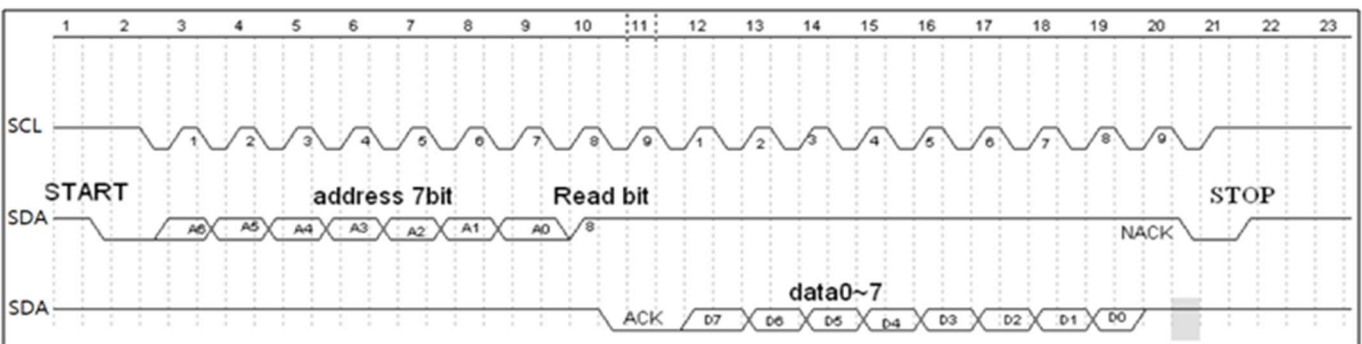 1 2 3 4 5 6 7 8 9 10 11 12 13 14 15 16 17 18 19 20 21 22 23
SCL 1 2 3 4 5 6 7 8 9 1 2 3 4 5 6 7 8 9
START address 7bit Read bit STOP
SDA A6 A5 A4 A3 A2 A1 A0 8 NACK
data0~7
SDA ACK D7 D6 D5 D4 D3 D2 D1 D0